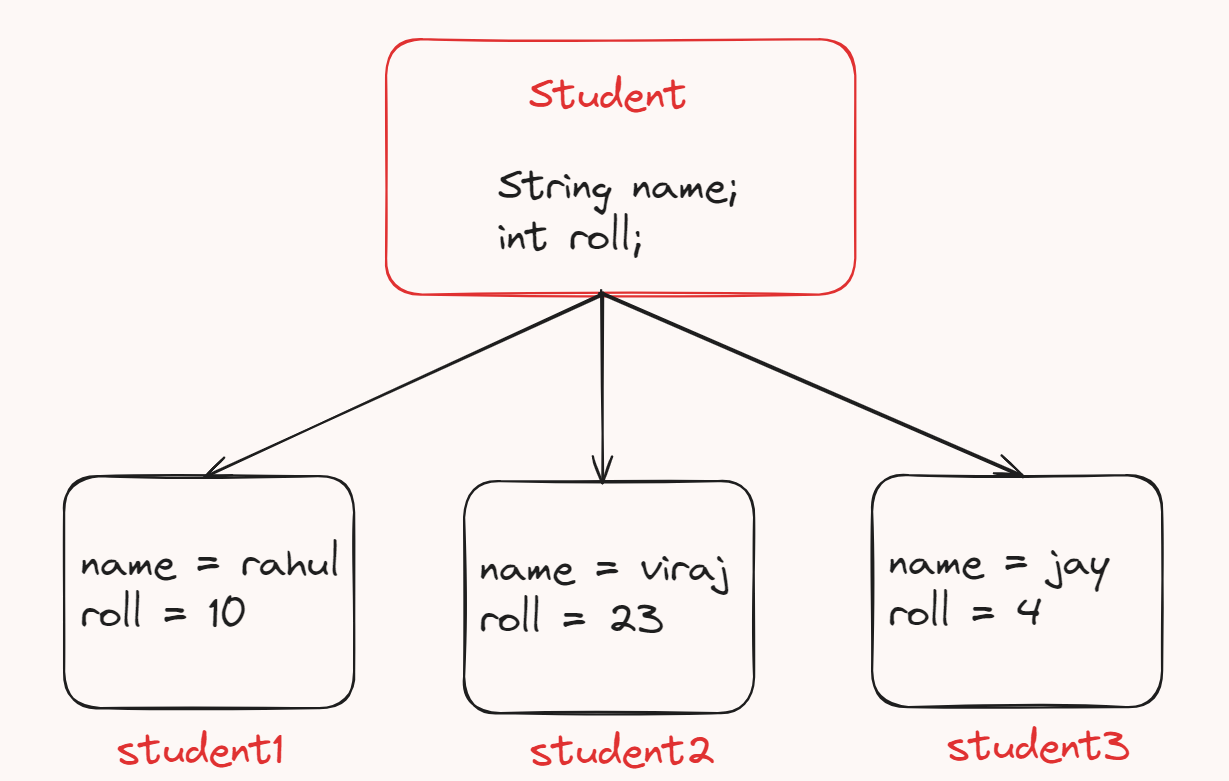 Student
String name;
int roll;
name = rahul
roll = 10
name = viraj
roll = 23
name = jay
roll = 4
student1
student2
student3